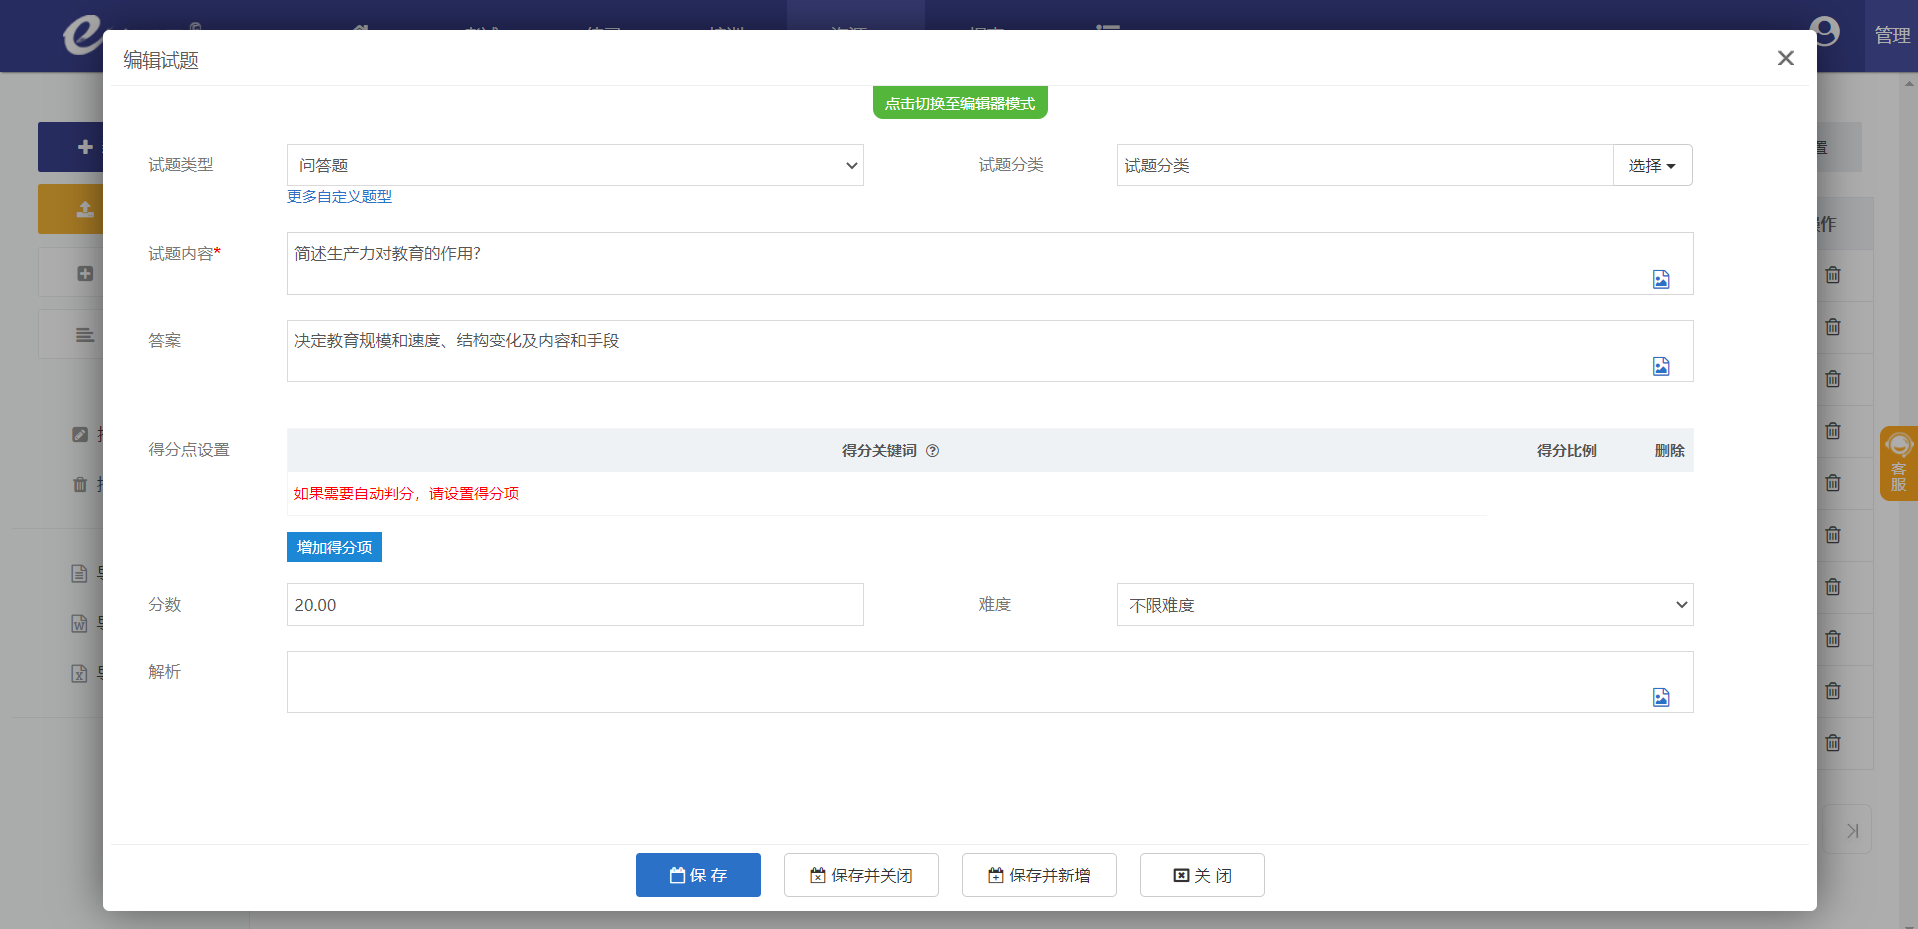 管理
编辑试题
点击切换至编辑器模式
试题类型
问答题
试题分类
试题分类
选择
更多自定义题型
试题内容*
简述生产力对教育的作用?
答案
决定教育规模和速度、结构变化及内容和手段
得分点设置
得分关键词
得分比例
删除
如果需要自动判分，请设置得分项
增加得分项
分数
20.00
难度
不限难度
解析
客服
保 存
保存并关闭
保存并新增
关 闭